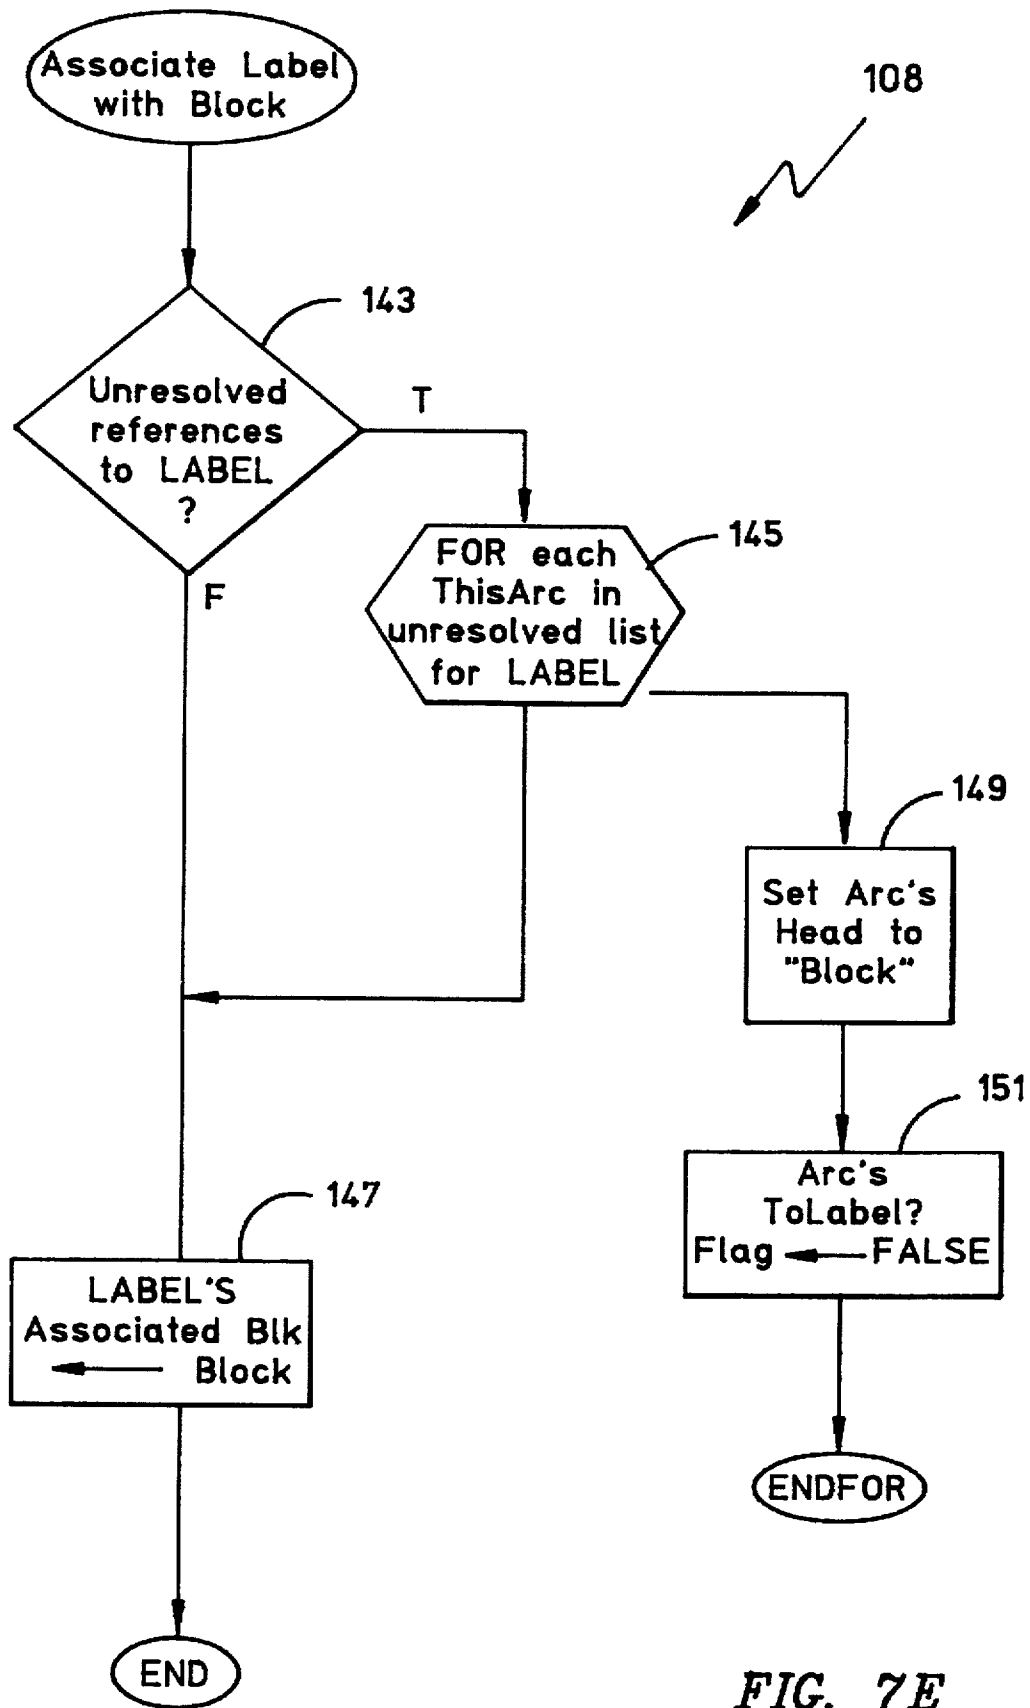 Associate Label
with Block
108
143
Unresolved
references
to LABEL
?
T
F
145
FOR each
ThisArc in
unresolved list
for LABEL
149
Set Arc's
Head to
"Block"
151
Arc's
ToLabel?
Flag ← FALSE
147
LABEL'S
Associated Blk
← Block
ENDFOR
END
FIG. 7E